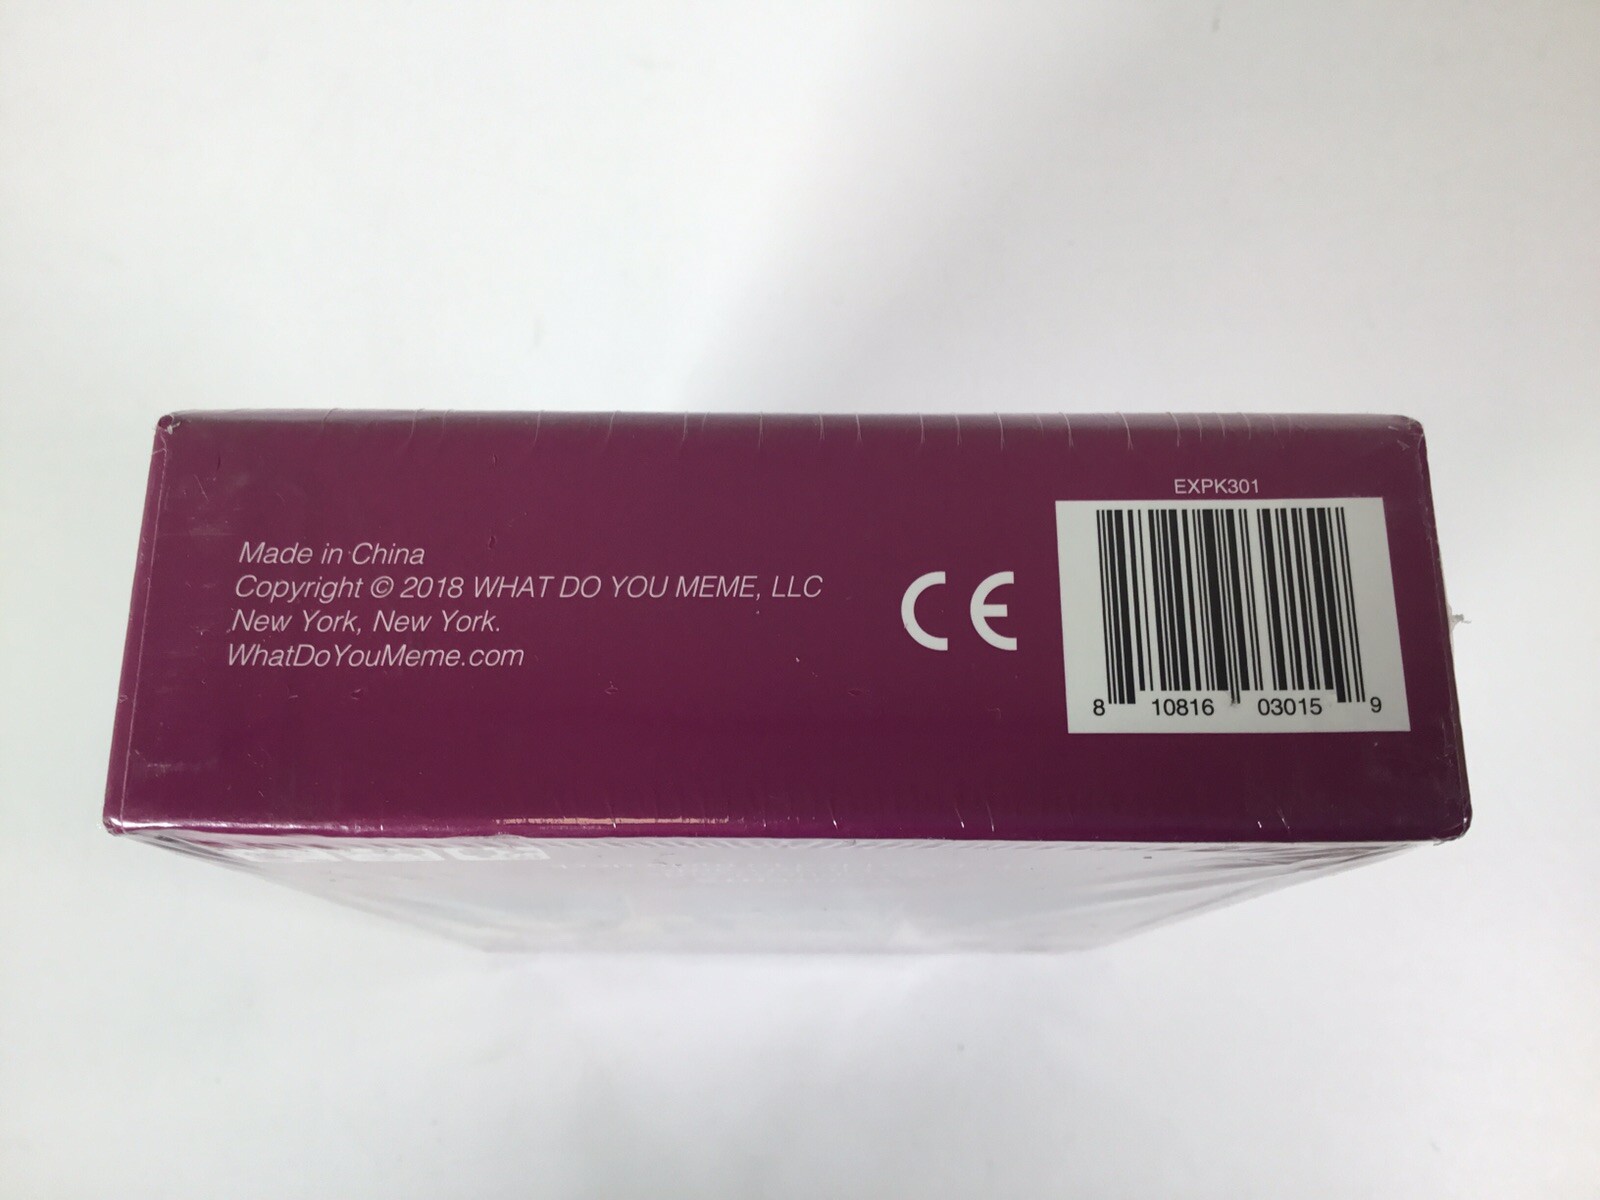 Made in China
Copyright © 2018 WHAT DO YOU MEME, LLC
New York, New York.
WhatDoYouMeme.com
CE
EXPK301
8 10816 03015 9